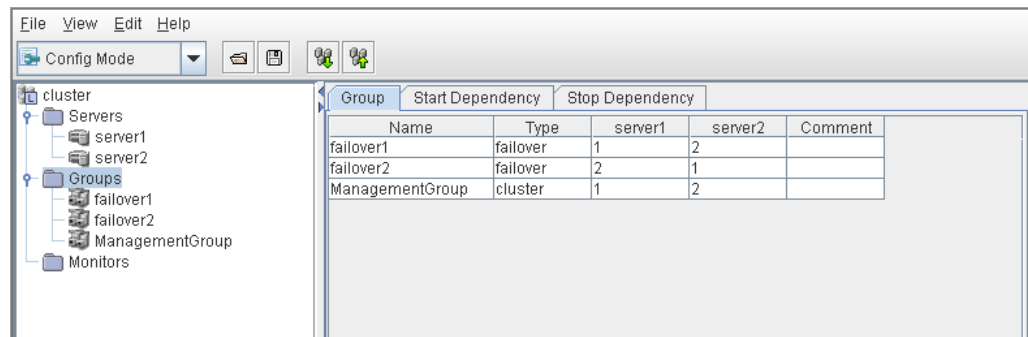 File View Edit Help
Config Mode
cluster
Servers
server1
server2
Groups
failover1
failover2
ManagementGroup
Monitors
Group Start Dependency Stop Dependency
Name Type server1 server2 Comment
failover1 failover 1 2
failover2 failover 2 1
ManagementGroup cluster 1 2